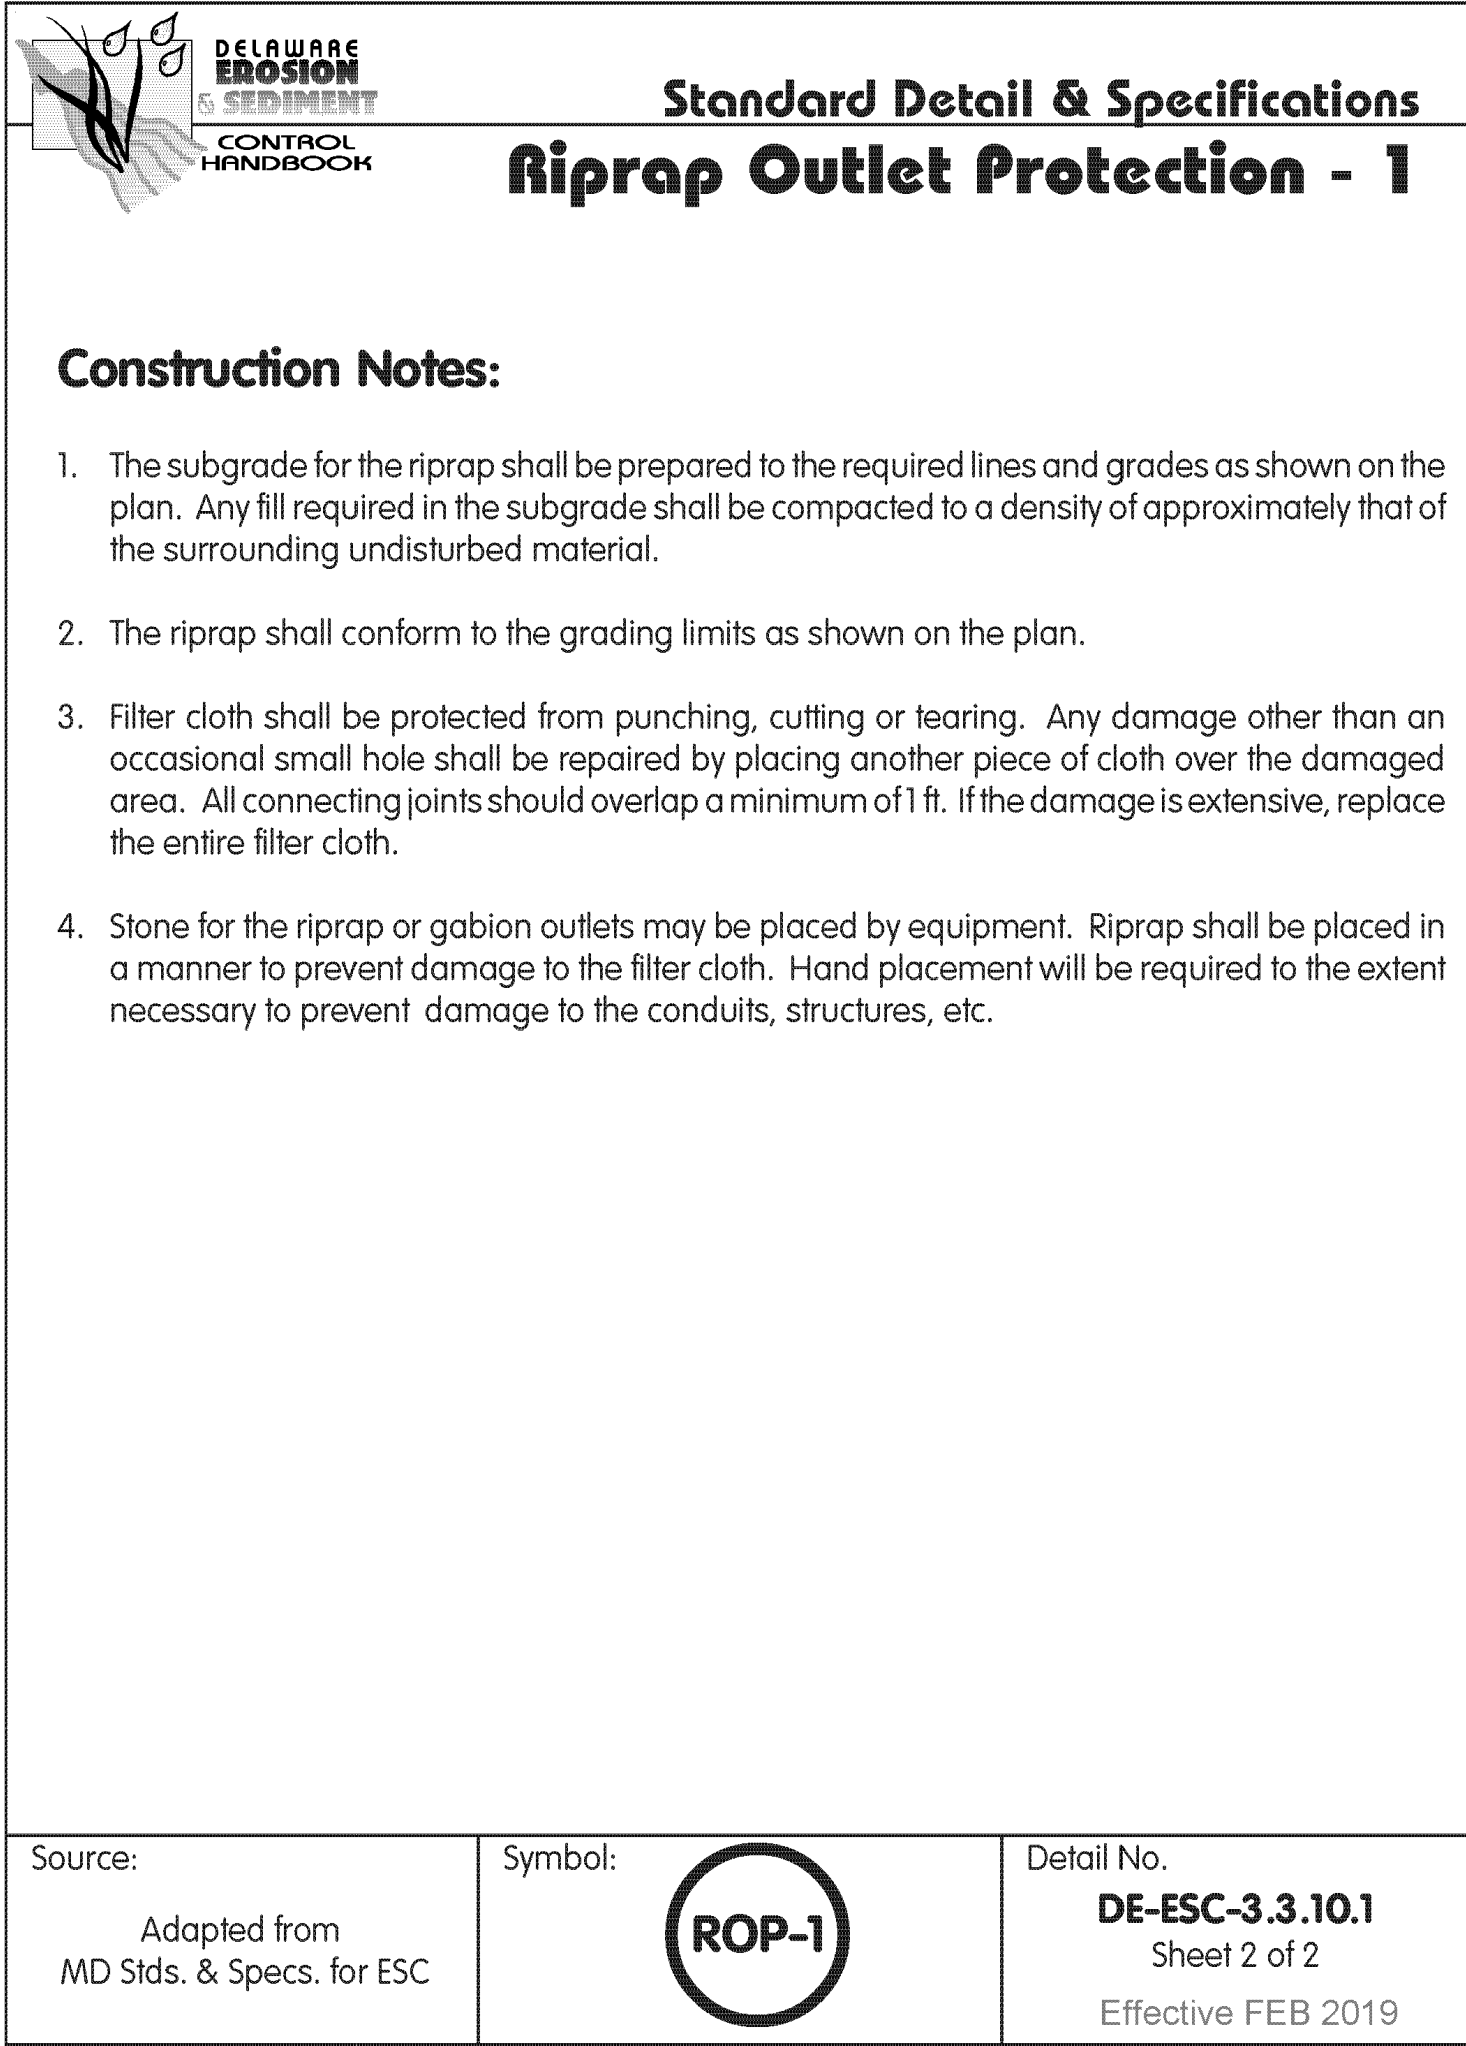 DELAWARE
EROSION
& SEDIMENT
CONTROL
HANDBOOK
Standard Detail & Specifications
Riprap Outlet Protection - 1
Construction Notes:
1. The subgrade for the riprap shall be prepared to the required lines and grades as shown on the
plan. Any fill required in the subgrade shall be compacted to a density of approximately that of
the surrounding undisturbed material.
2. The riprap shall conform to the grading limits as shown on the plan.
3. Filter cloth shall be protected from punching, cutting or tearing. Any damage other than an
occasional small hole shall be repaired by placing another piece of cloth over the damaged
area. All connecting joints should overlap a minimum of 1 ft. If the damage is extensive, replace
the entire filter cloth.
4. Stone for the riprap or gabion outlets may be placed by equipment. Riprap shall be placed in
a manner to prevent damage to the filter cloth. Hand placement will be required to the extent
necessary to prevent damage to the conduits, structures, etc.
Source:
Adapted from
MD Stds. & Specs. for ESC
Symbol:
ROP-1
Detail No.
DE-ESC-3.3.10.1
Sheet 2 of 2
Effective FEB 2019